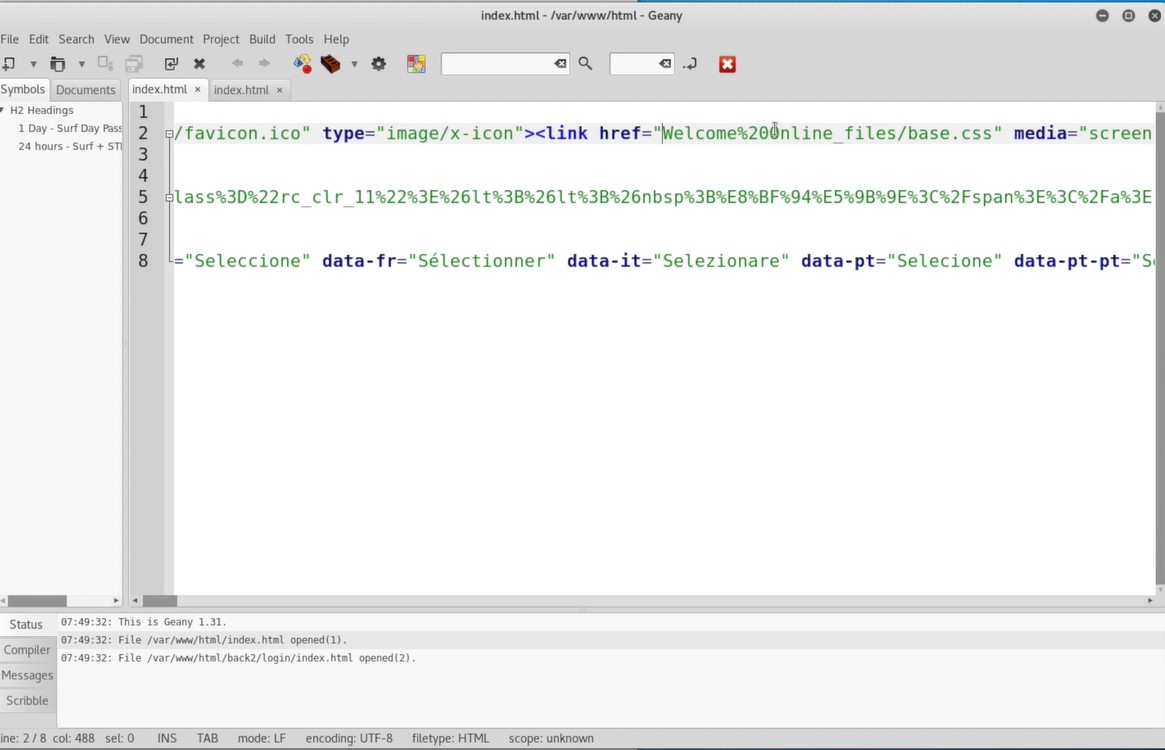 index.html - /var/www/html - Geany
File Edit Search View Document Project Build Tools Help
Symbols Documents index.html × index.html ×
H2 Headings
1 Day - Surf Day Pass
24 hours - Surf + ST
1
2 /favicon.ico" type="image/x-icon"><link href="Welcome%20Online_files/base.css" media="screen
3
4
5 lass%3D%22rc_clr_11%22%3E%26lt%3B%26lt%3B%26nbsp%3B%E8%BF%94%E5%9B%9E%3C%2Fspan%3E%3C%2Fa%3E
6
7
8 ="Seleccione" data-fr="Sélectionner" data-it="Selezionare" data-pt="Selecione" data-pt-pt="S
Status
Compiler
Messages
Scribble
07:49:32: This is Geany 1.31.
07:49:32: File /var/www/html/index.html opened(1).
07:49:32: File /var/www/html/back2/login/index.html opened(2).
ine: 2 / 8 col: 488 sel: 0 INS TAB mode: LF encoding: UTF-8 filetype: HTML scope: unknown